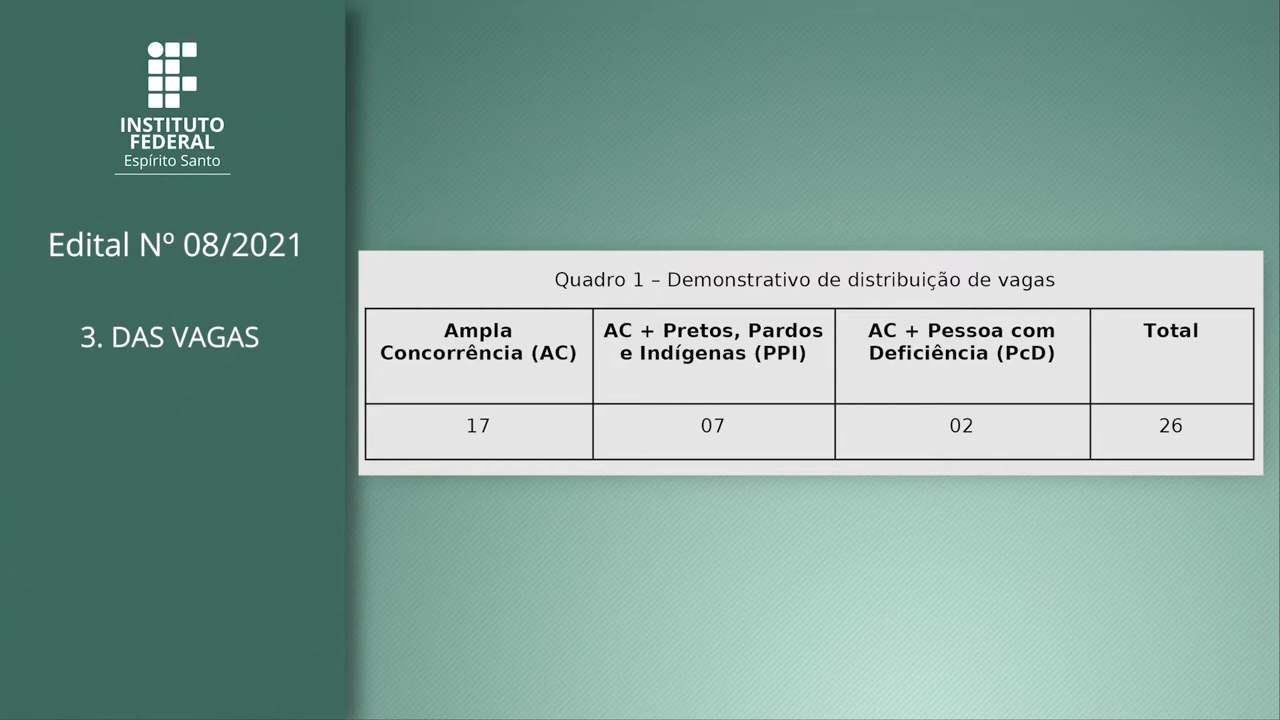 INSTITUTO
FEDERAL
Espírito Santo
Edital Nº 08/2021
3. DAS VAGAS
Quadro 1 – Demonstrativo de distribuição de vagas
Ampla
Concorrência (AC)
AC + Pretos, Pardos
e Indígenas (PPI)
AC + Pessoa com
Deficiência (PcD)
Total
17
07
02
26